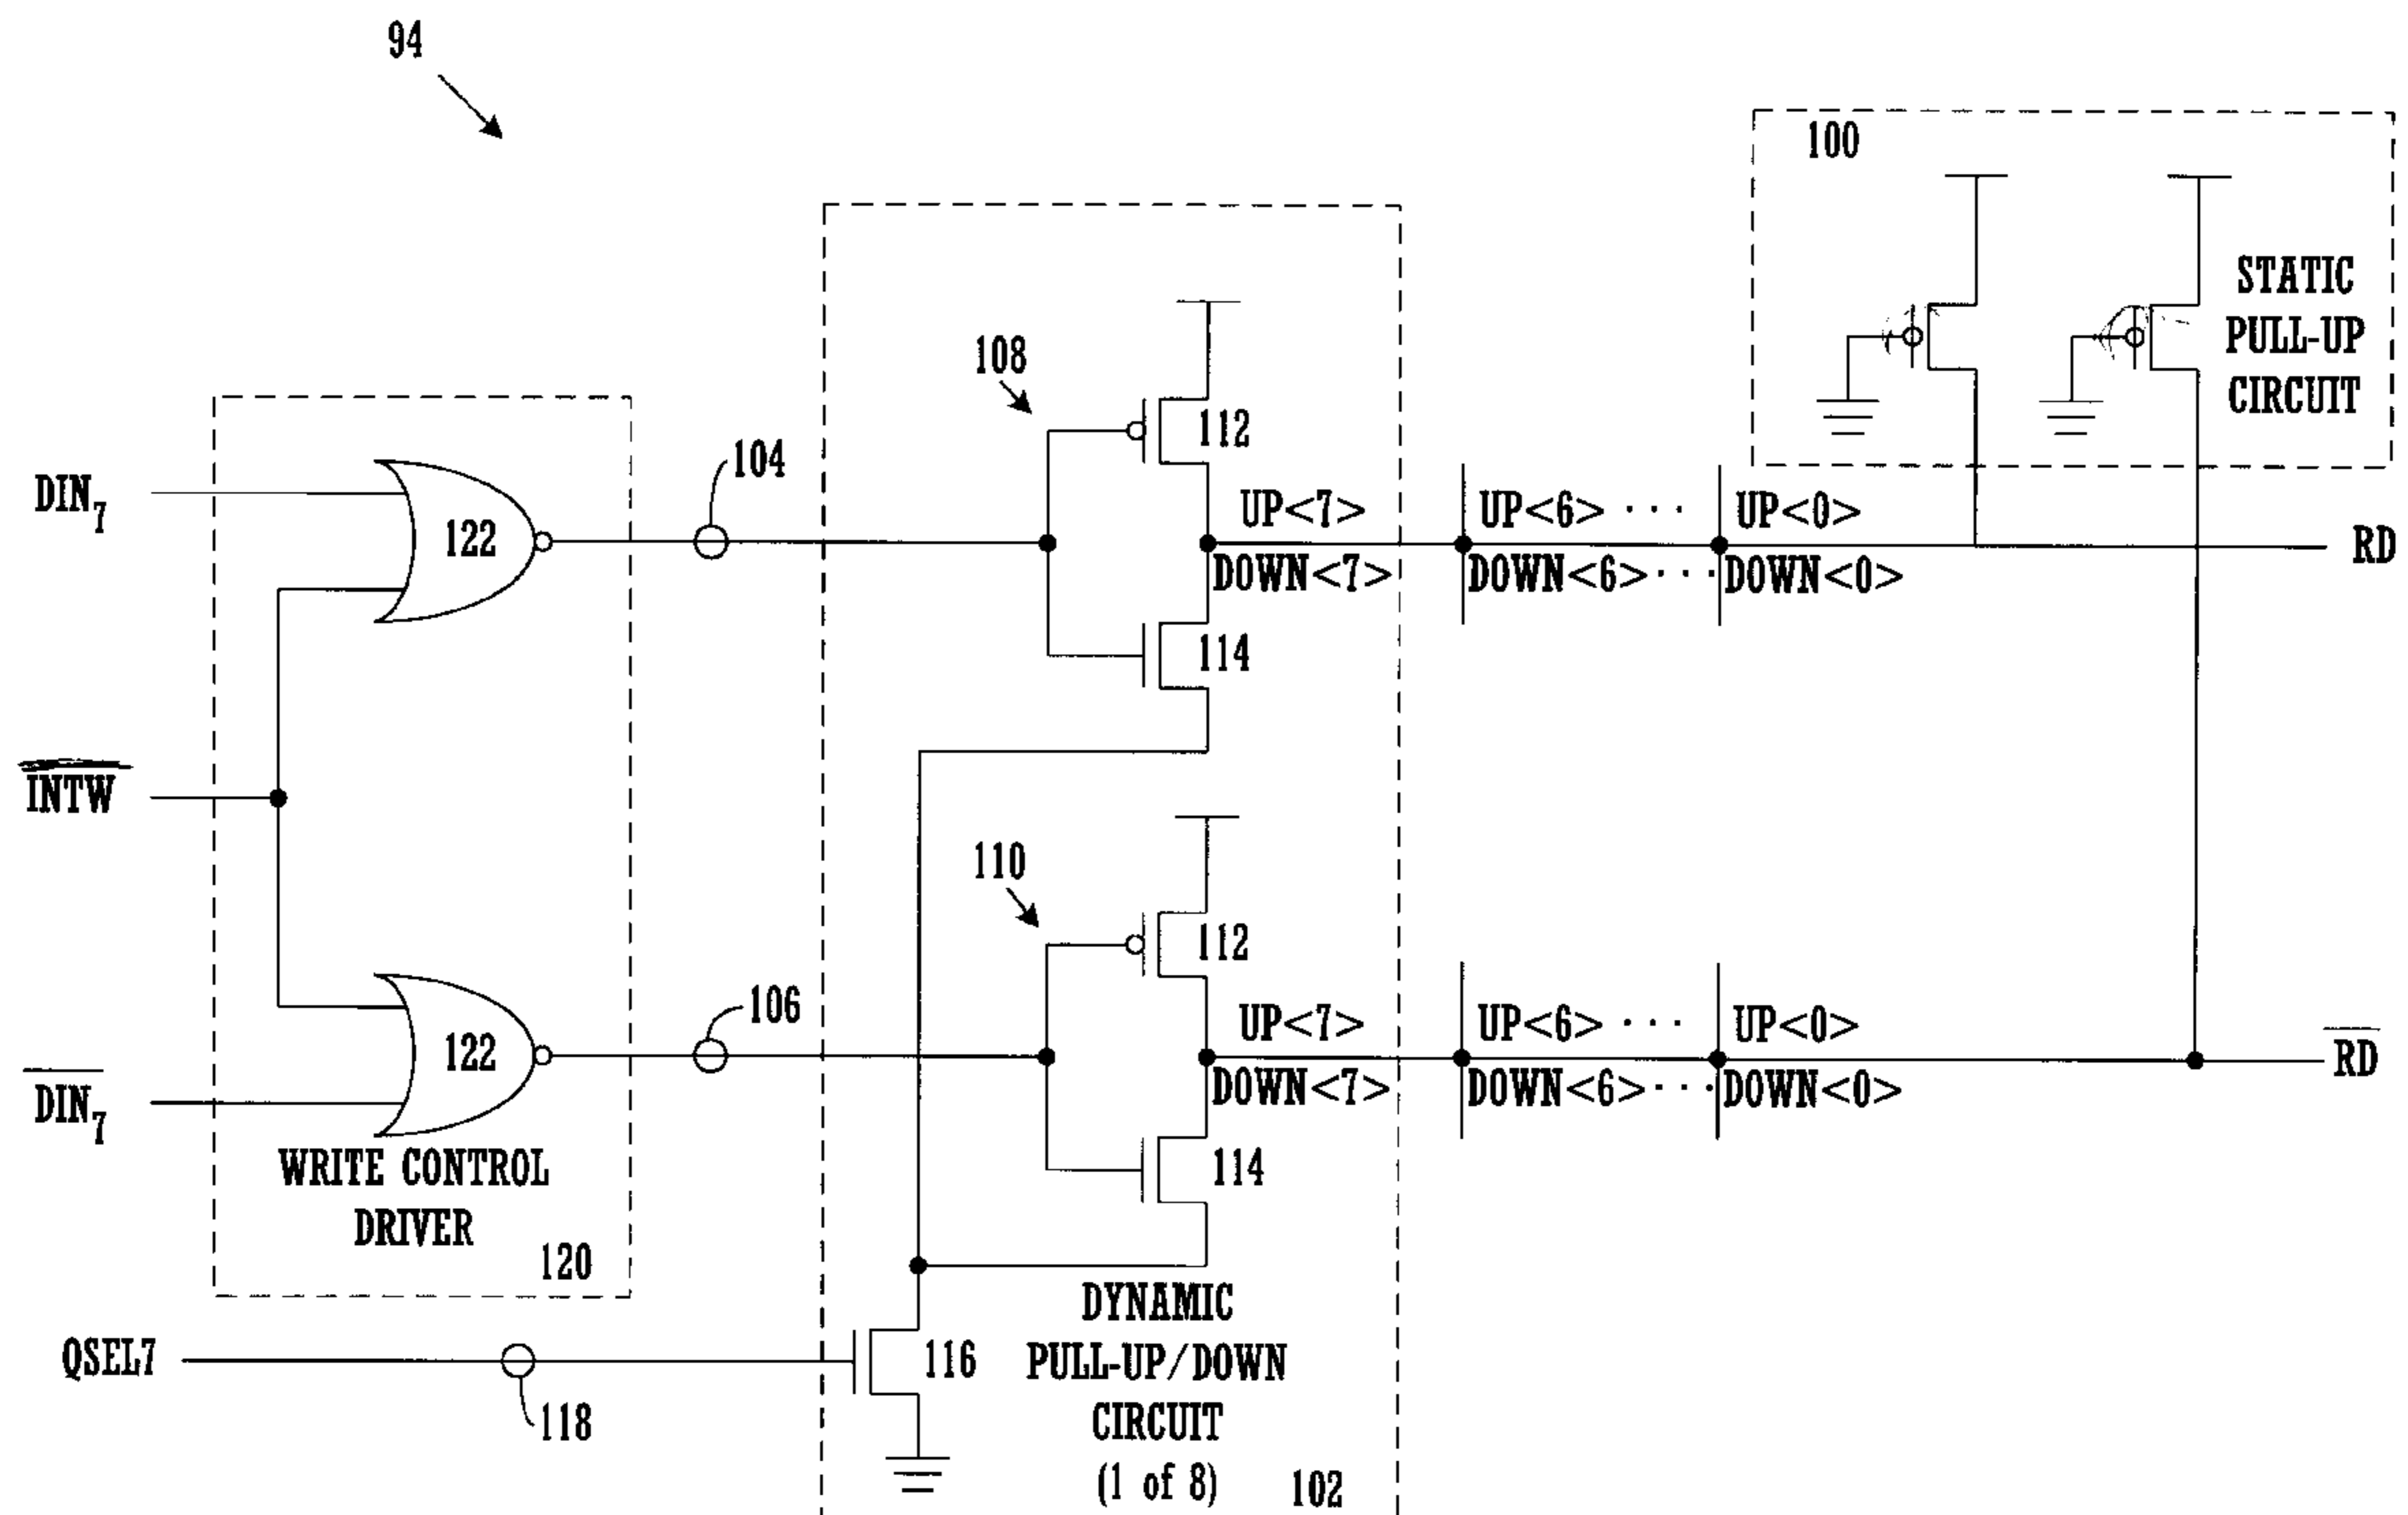 94
100
STATIC
PULL-UP
CIRCUIT
108
112
104
DIN7
122
UP<7> UP<6> ··· UP<0>
RD
DOWN<7> DOWN<6> ··· DOWN<0>
114
INTW
110
112
106
122
UP<7> UP<6> ··· UP<0>
RD
DOWN<7> DOWN<6> ··· DOWN<0>
DIN7
114
WRITE CONTROL
DRIVER
120
DYNAMIC
PULL-UP/DOWN
CIRCUIT
(1 of 8)
102
QSEL7
116
118